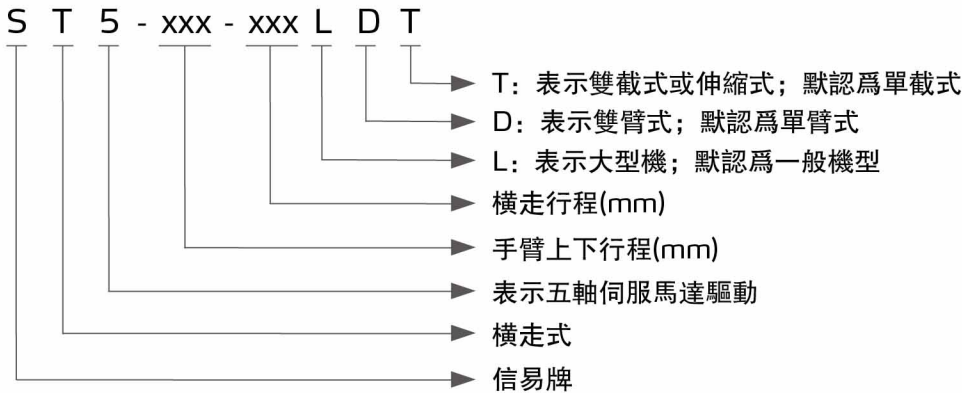 S T 5 - xxx - xxx L D T
T: 表示雙截式或伸縮式; 默認爲單截式
D: 表示雙臂式; 默認爲單臂式
L: 表示大型機; 默認爲一般機型
橫走行程(mm)
手臂上下行程(mm)
表示五軸伺服馬達驅動
橫走式
信易牌